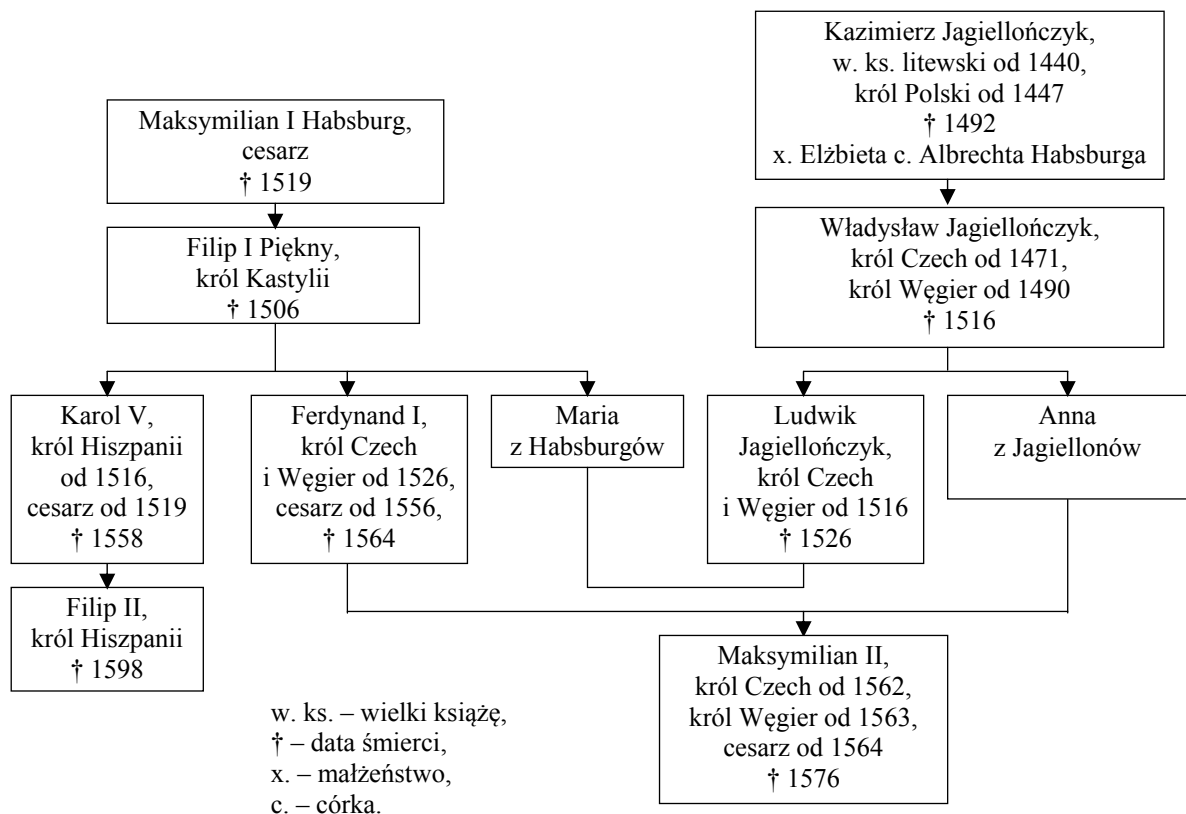 Maksymilian I Habsburg,
cesarz
† 1519
Filip I Piękny,
król Kastylii
† 1506
Kazimierz Jagiellończyk,
w. ks. litewski od 1440,
król Polski od 1447
† 1492
x. Elżbieta c. Albrechta Habsburga
Władysław Jagiellończyk,
król Czech od 1471,
król Węgier od 1490
† 1516
Karol V,
król Hiszpanii
od 1516,
cesarz od 1519
† 1558
Ferdynand I,
król Czech
i Węgier od 1526,
cesarz od 1556,
† 1564
Maria
z Habsburgów
Ludwik
Jagiellończyk,
król Czech
i Węgier od 1516
† 1526
Anna
z Jagiellonów
Filip II,
król Hiszpanii
† 1598
Maksymilian II,
król Czech od 1562,
król Węgier od 1563,
cesarz od 1564
† 1576
w. ks. – wielki książę,
† – data śmierci,
x. – małżeństwo,
c. – córka.